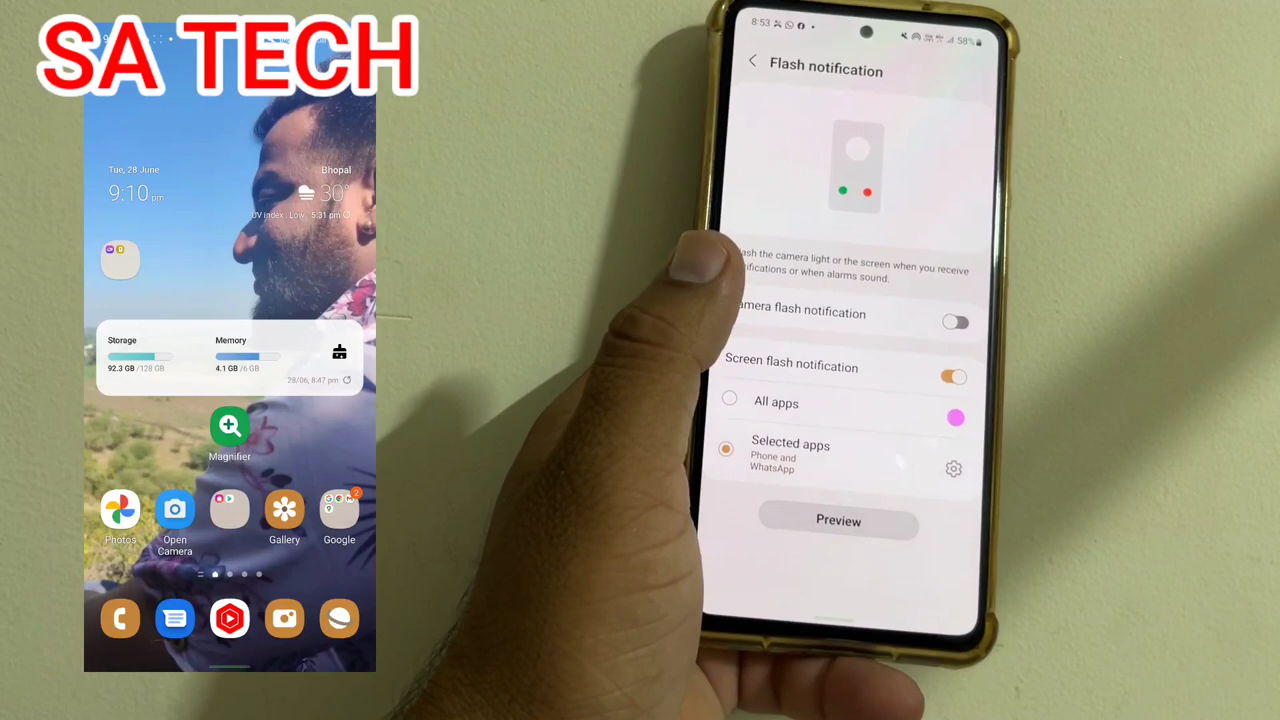 SA TECH
Tue, 28 June
Bhopal
9:10 pm
30°
UV index Low 5:31 pm
Storage
Memory
92.3 GB /128 GB
4.1 GB /6 GB
28/06, 8:47 pm
Magnifier
2
Photos
Open Camera
Gallery
Google
8:53
58%
Flash notification
ash the camera light or the screen when you receive
ifications or when alarms sound.
amera flash notification
Screen flash notification
All apps
Selected apps
Phone and
WhatsApp
Preview